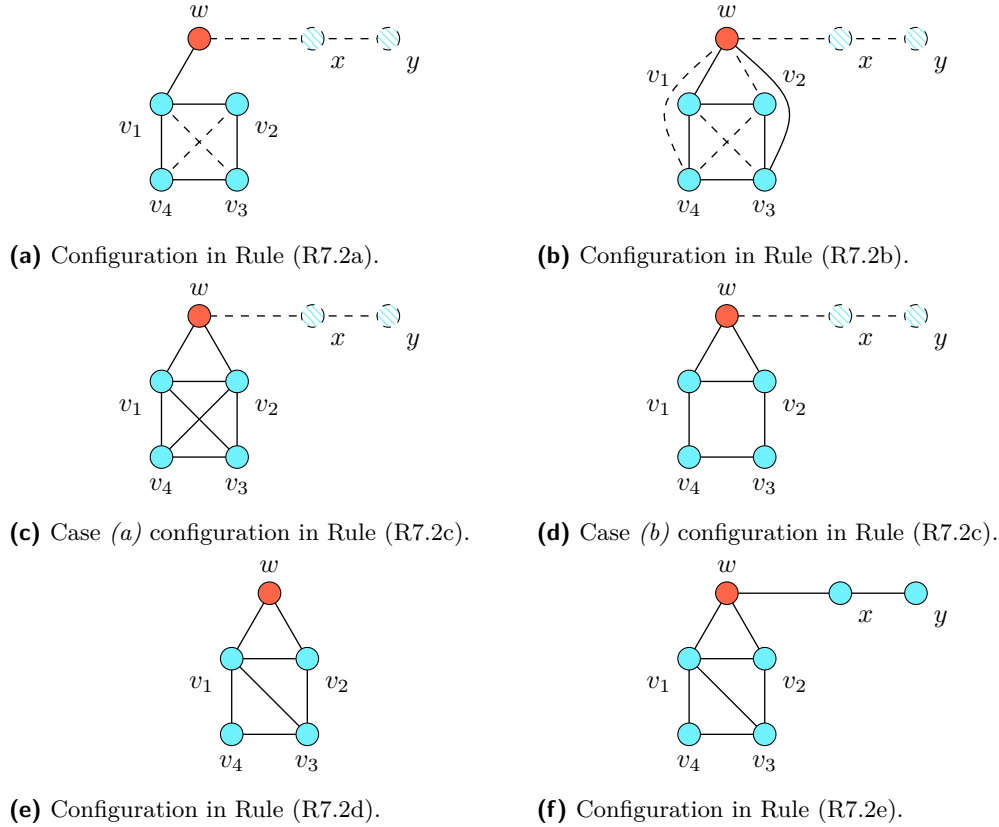 w w
x y x y
v1 v2 v1 v2
v4 v3 v4 v3
(a) Configuration in Rule (R7.2a). (b) Configuration in Rule (R7.2b).
w w
x y x y
v1 v2 v1 v2
v4 v3 v4 v3
(c) Case (a) configuration in Rule (R7.2c). (d) Case (b) configuration in Rule (R7.2c).
w w
x y
v1 v2 v1 v2
v4 v3 v4 v3
(e) Configuration in Rule (R7.2d). (f) Configuration in Rule (R7.2e).